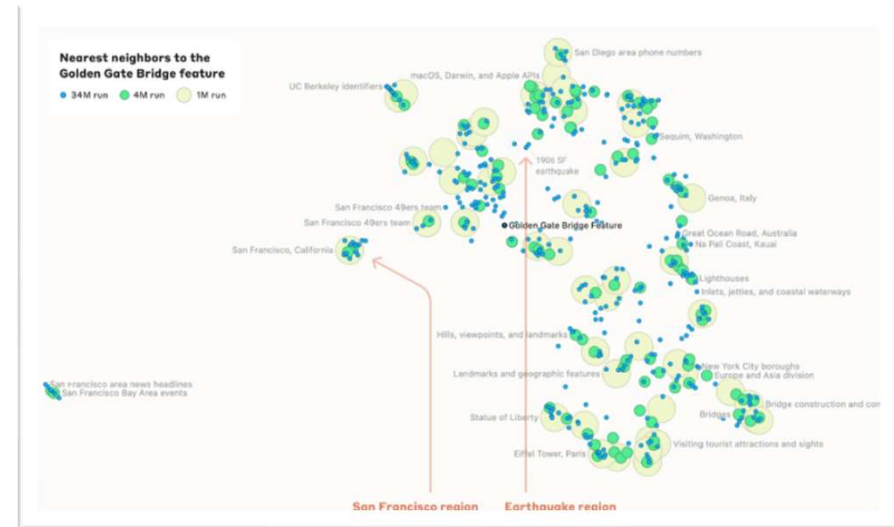 Nearest neighbors to the
Golden Gate Bridge feature
34M run 4M run 1M run
San Diego area phone numbers
macOS, Darwin, and Apple APIs
UC Berkeley identifiers
Sequim, Washington
1906 SF
earthquake
Genoa, Italy
San Francisco 49ers team
San Francisco 49ers team
Golden Gate Bridge Feature
Great Ocean Road, Australia
Na Pali Coast, Kauai
San Francisco, California
Lighthouses
Inlets, jetties, and coastal waterways
Hills, viewpoints, and landmarks
New York City boroughs
Landmarks and geographic features
Europe and Asia division
San Francisco area news headlines
San Francisco Bay Area events
Bridge construction and con
Bridges
Statue of Liberty
Visiting tourist attractions and sights
Eiffel Tower, Paris
San Francisco region
Earthquake region